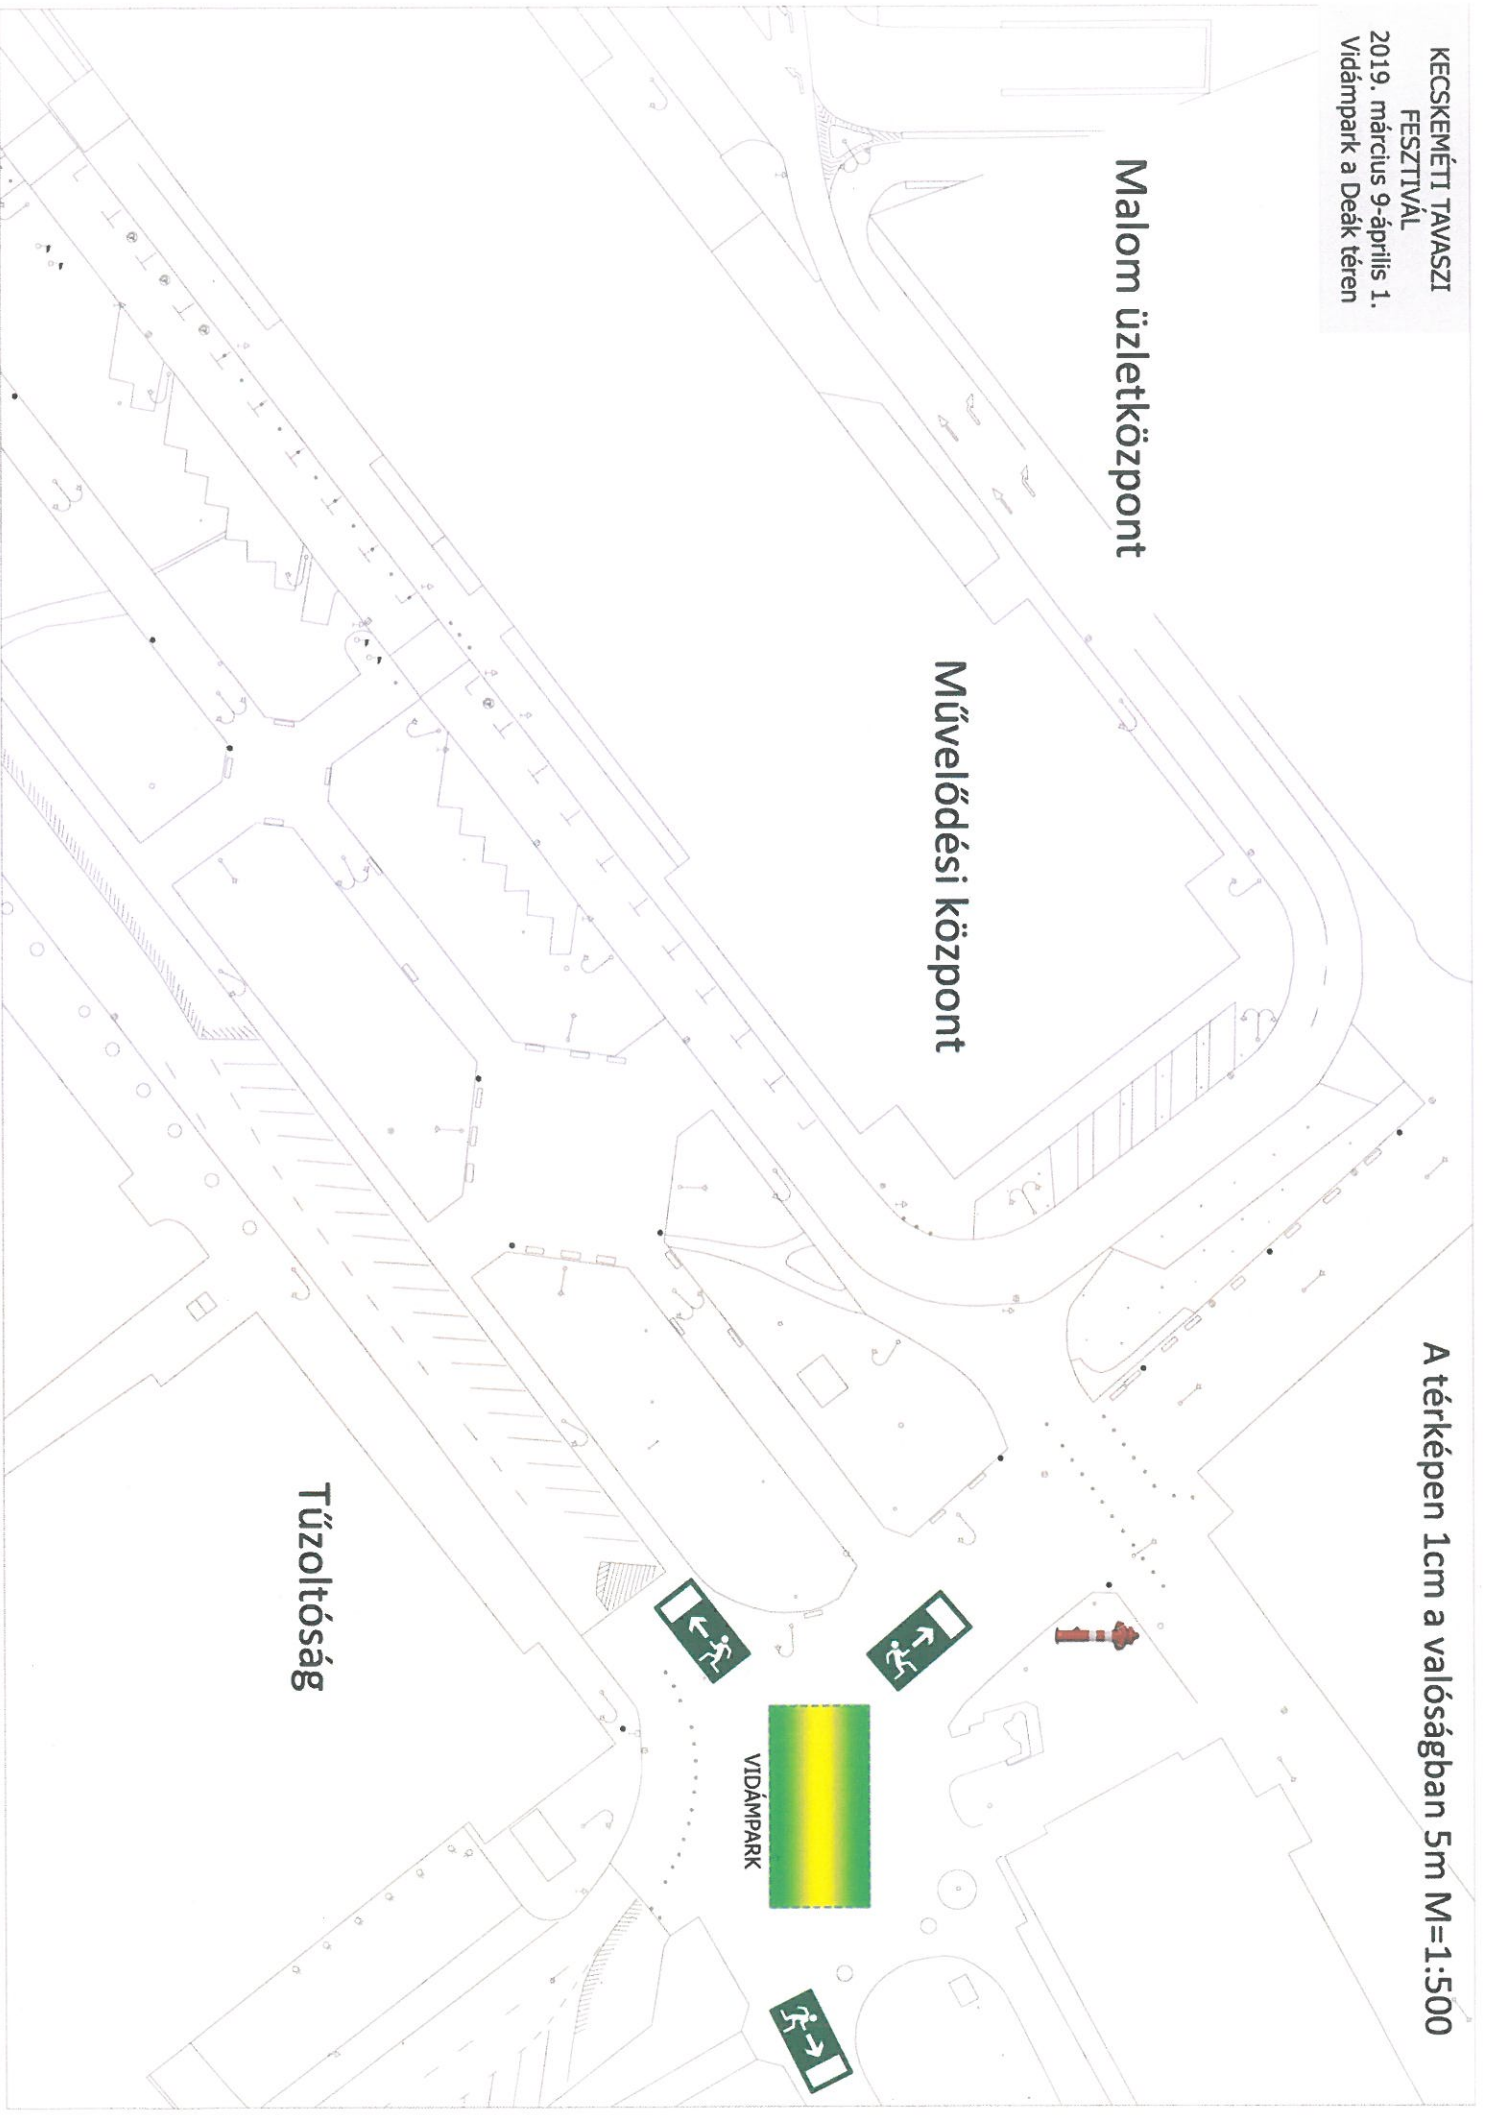 KECSKEMÉTI TAVASZI
FESZTIVÁL
2019. március 9-április 1.
Vidámpark a Deák téren
A térképen 1cm a valóságban 5m M=1:500
Malom üzletközpont
Művelődési központ
VIDÁMPARK
Tűzoltóság